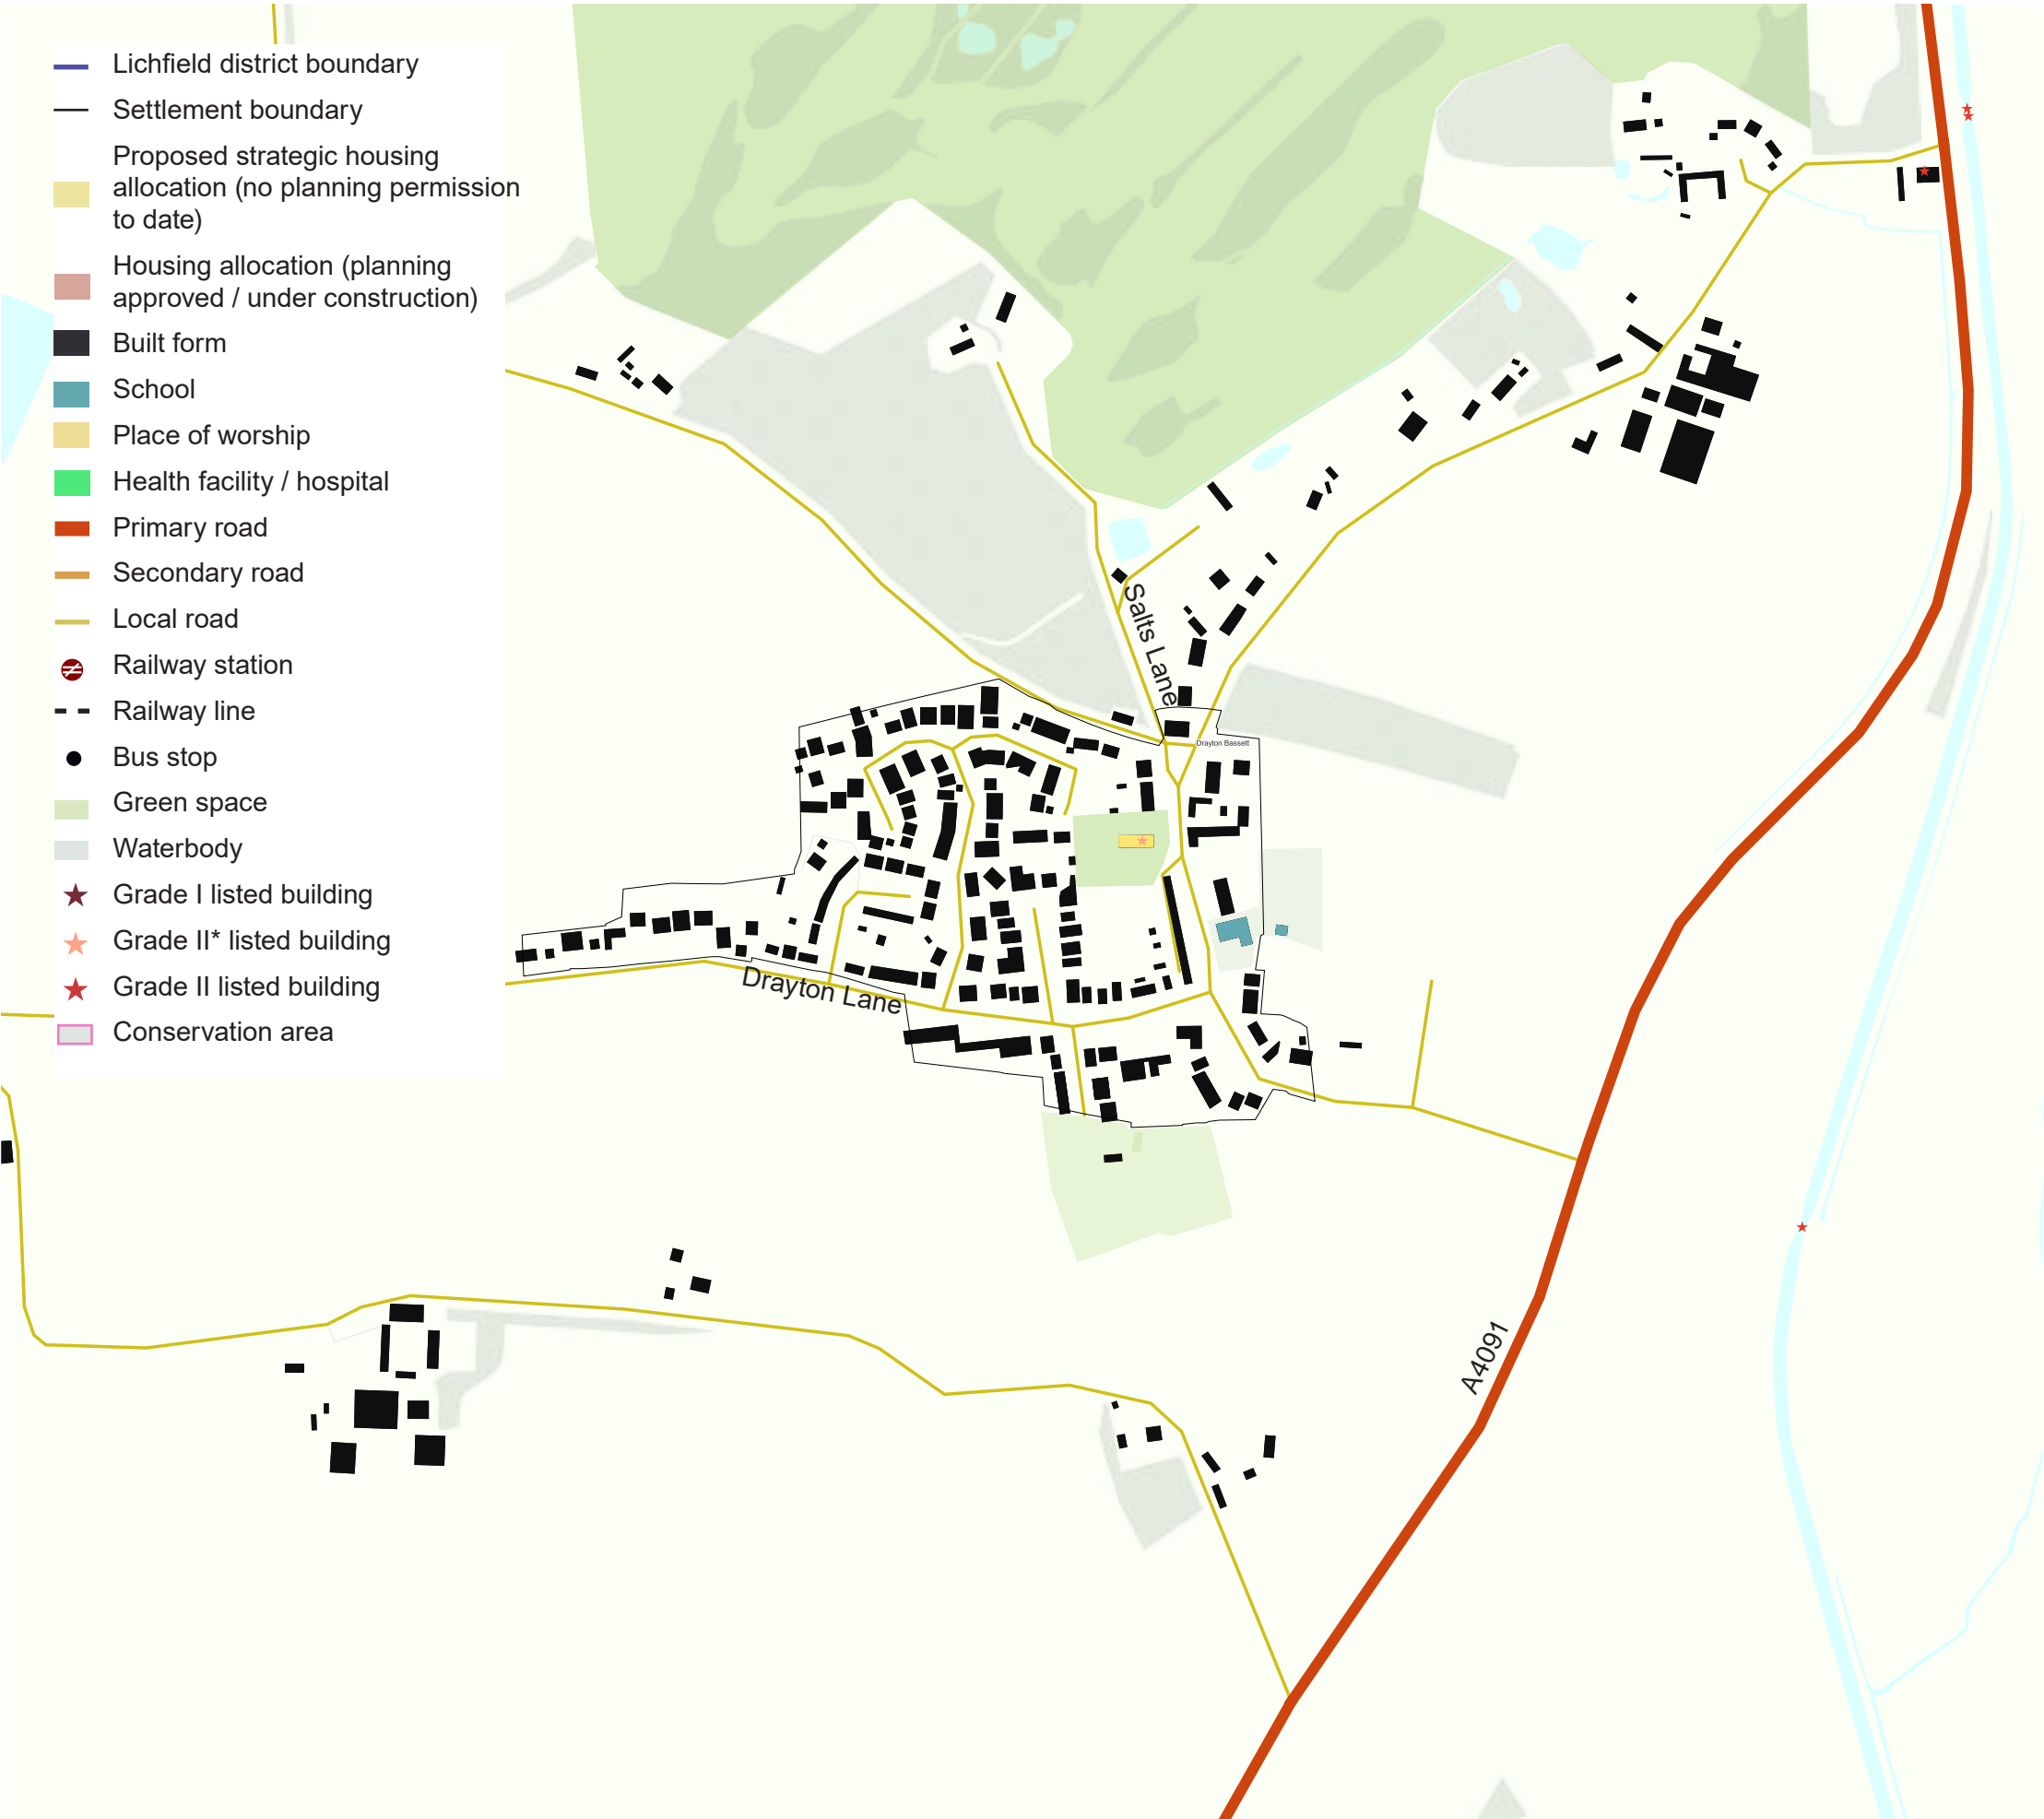 Lichfield district boundary
Settlement boundary
Proposed strategic housing
allocation (no planning permission
to date)
Housing allocation (planning
approved / under construction)
Built form
School
Place of worship
Health facility / hospital
Primary road
Secondary road
Local road
Railway station
Railway line
Bus stop
Green space
Waterbody
Grade I listed building
Grade II* listed building
Grade II listed building
Conservation area
Salts Lane
Drayton Bassett
Drayton Lane
A4091